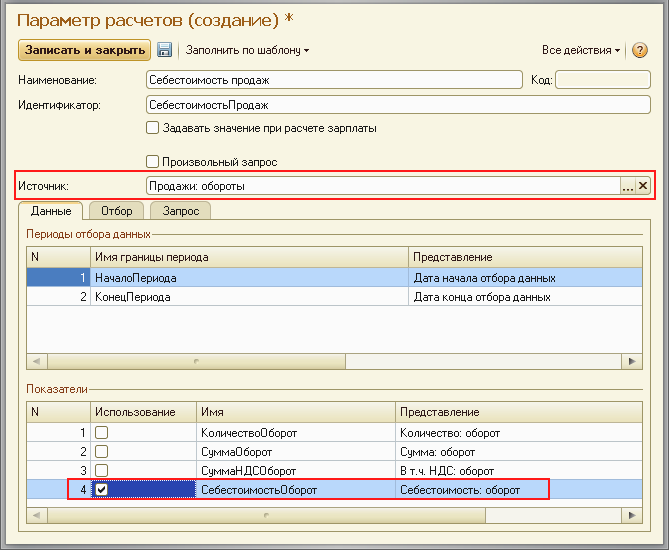 Параметр расчетов (создание) *
Записать и закрыть Заполнить по шаблону Все действия ?
Наименование: Себестоимость продаж Код:
Идентификатор: СебестоимостьПродаж
Задавать значение при расчете зарплаты
Произвольный запрос
Источник: Продажи: обороты ... ×
Данные Отбор Запрос
Периоды отбора данных
N Имя границы периода Представление
1 НачалоПериода Дата начала отбора данных
2 КонецПериода Дата конца отбора данных
Показатели
N Использование Имя Представление
1 КоличествоОборот Количество: оборот
2 СуммаОборот Сумма: оборот
3 СуммаНДСОборот В т.ч. НДС: оборот
4 СебестоимостьОборот Себестоимость: оборот